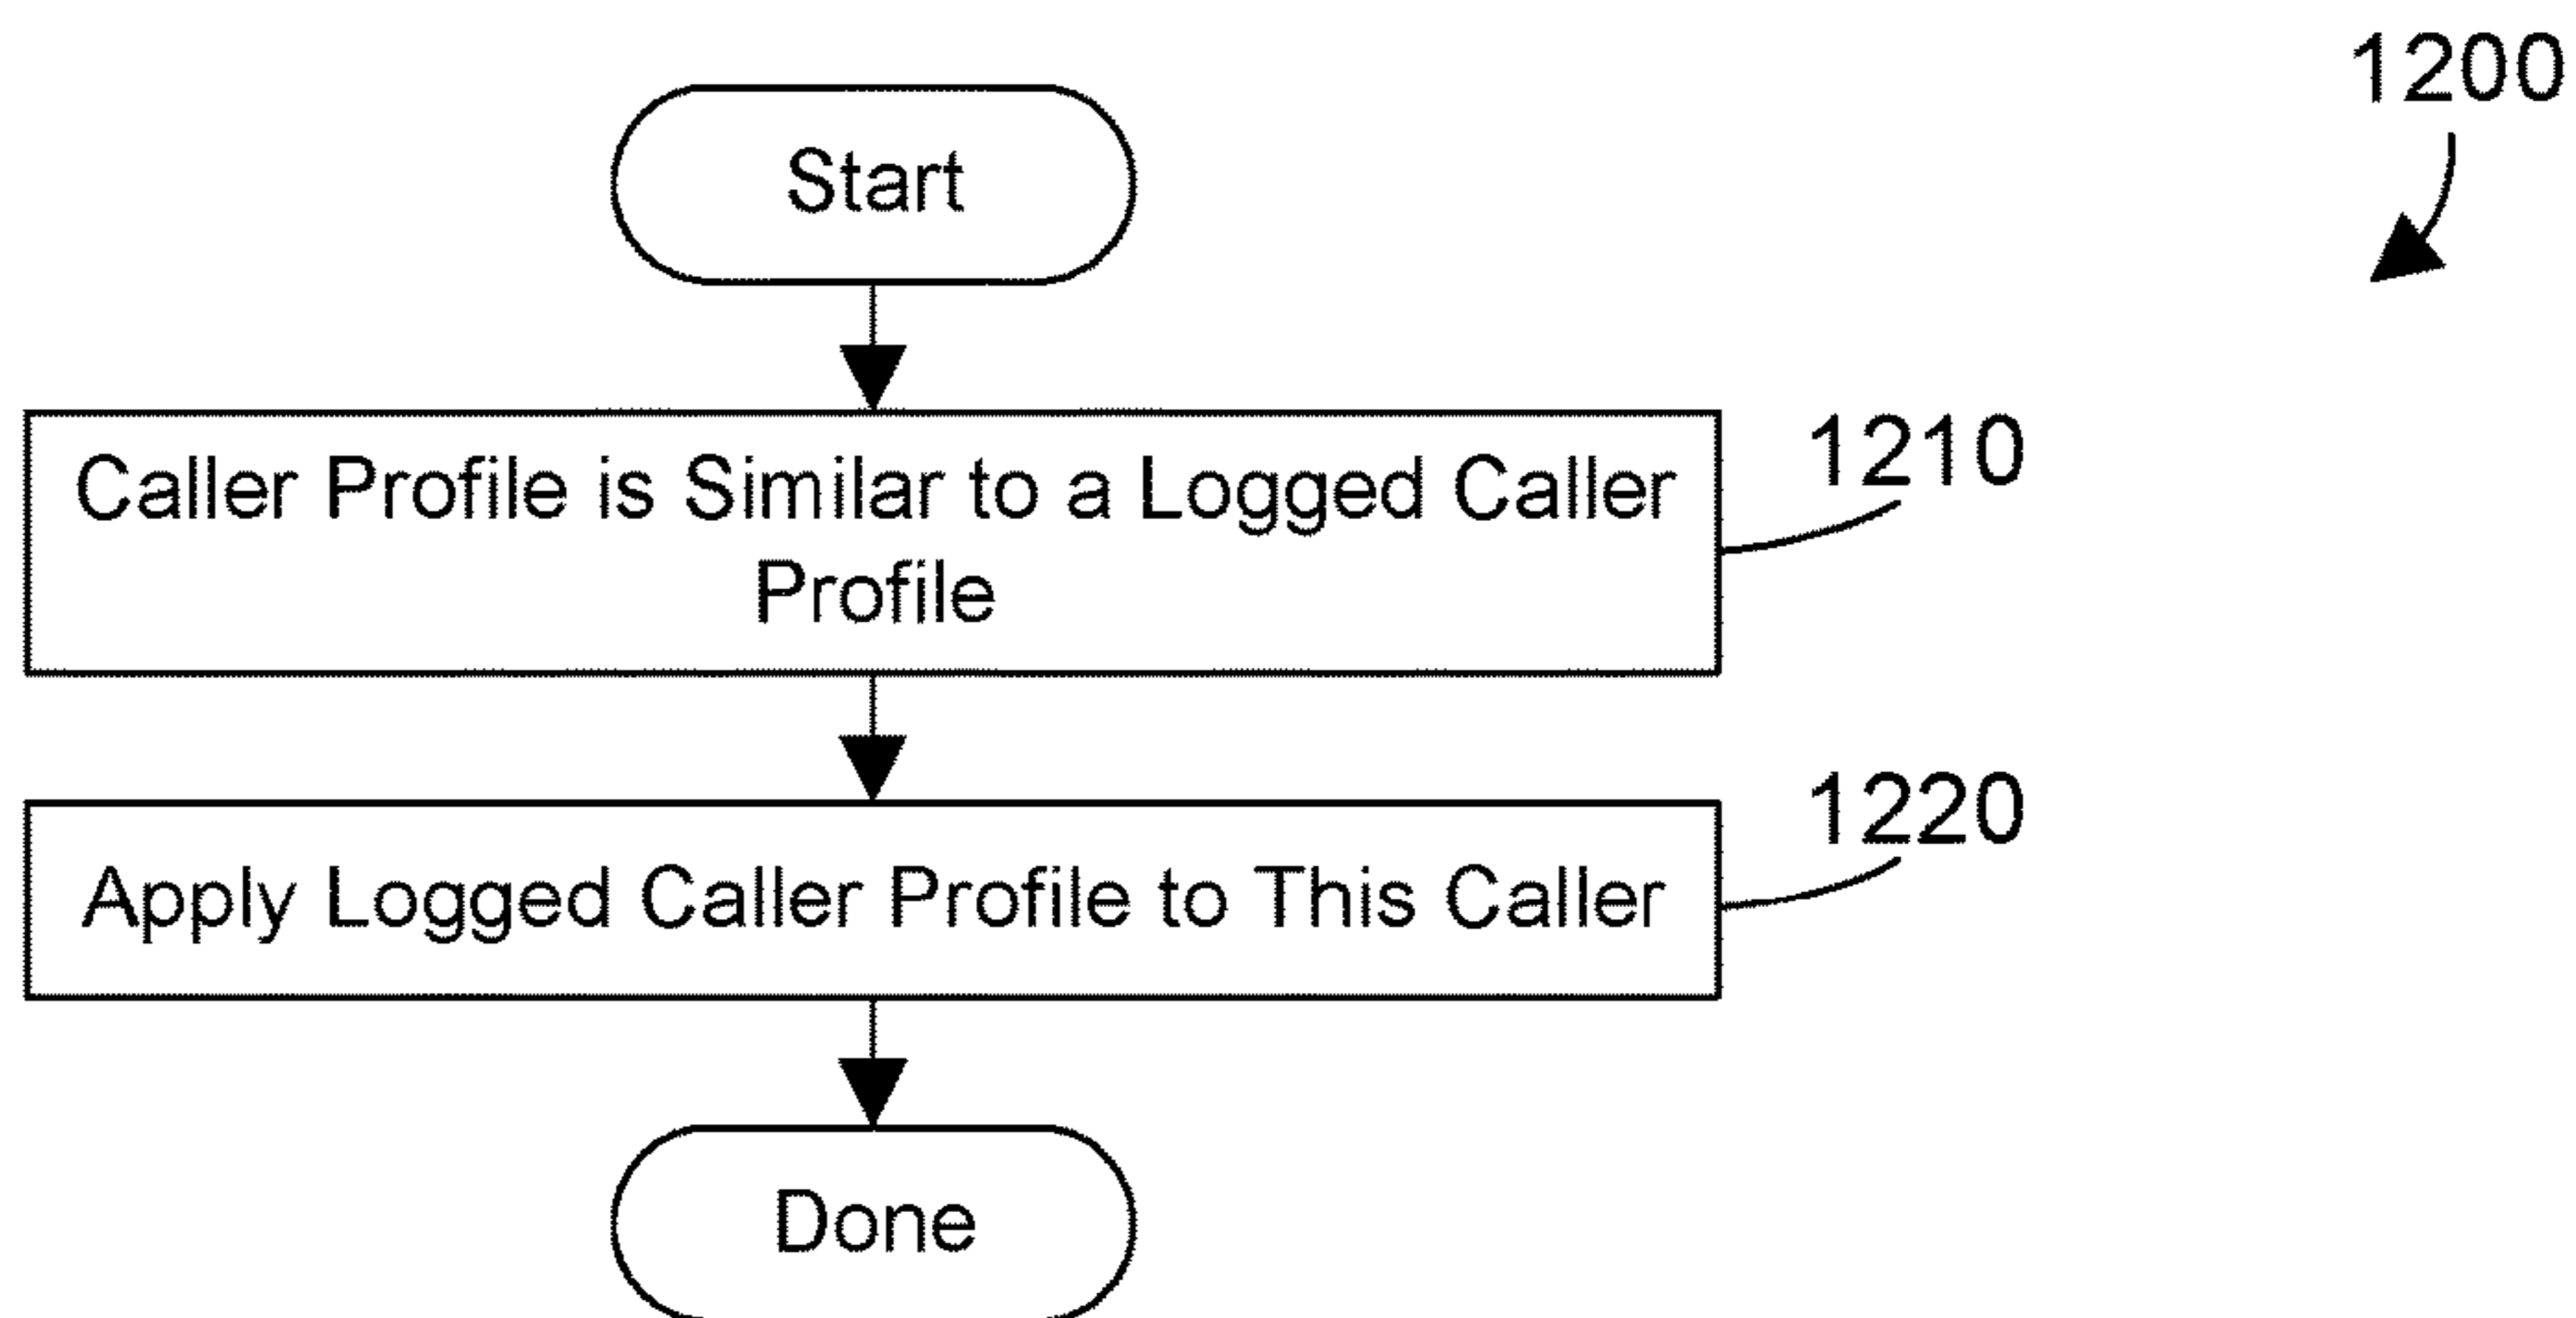 1200
Start
Caller Profile is Similar to a Logged Caller
Profile
1210
Apply Logged Caller Profile to This Caller
1220
Done